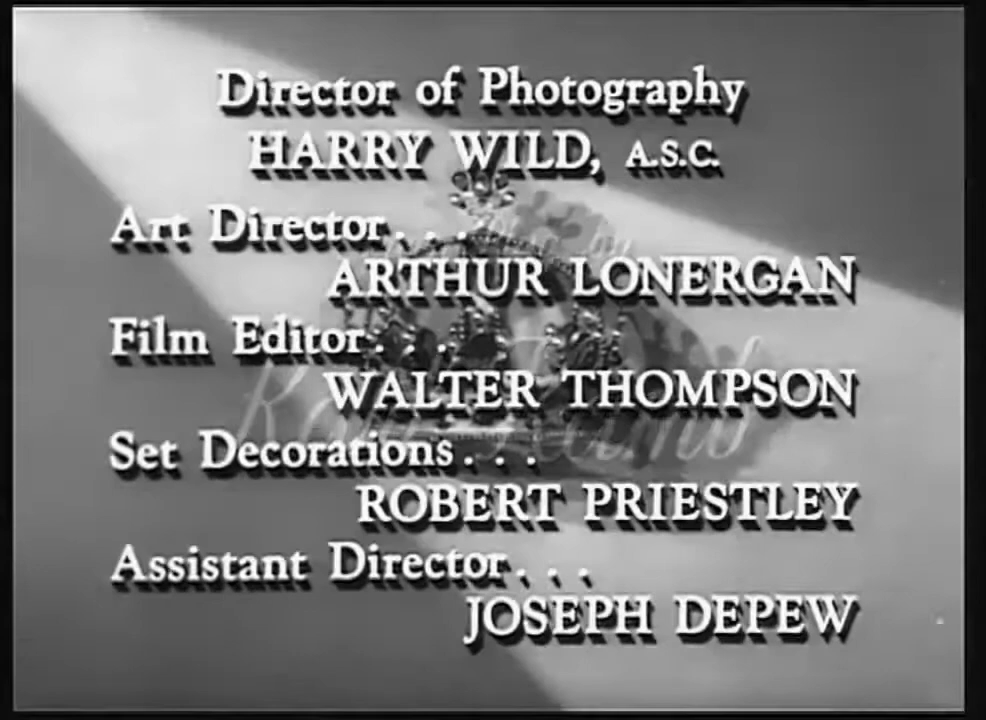 Director of Photography
HARRY WILD, A.S.C.
Art Director...
ARTHUR LONERGAN
Film Editor...
WALTER THOMPSON
Set Decorations...
ROBERT PRIESTLEY
Assistant Director...
JOSEPH DEPEW